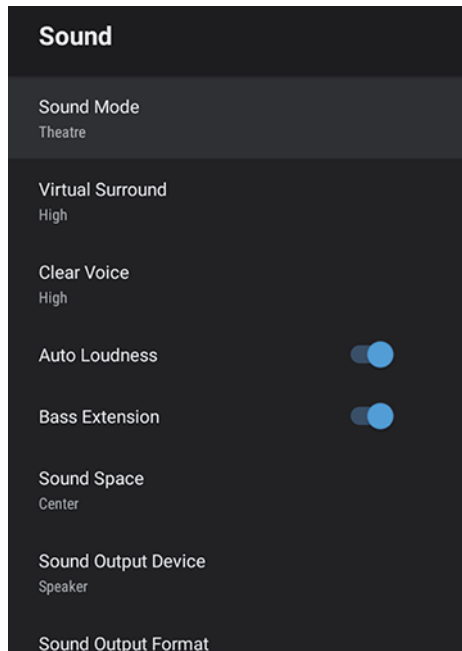 Sound
Sound Mode
Theatre
Virtual Surround
High
Clear Voice
High
Auto Loudness
Bass Extension
Sound Space
Center
Sound Output Device
Speaker
Sound Output Format